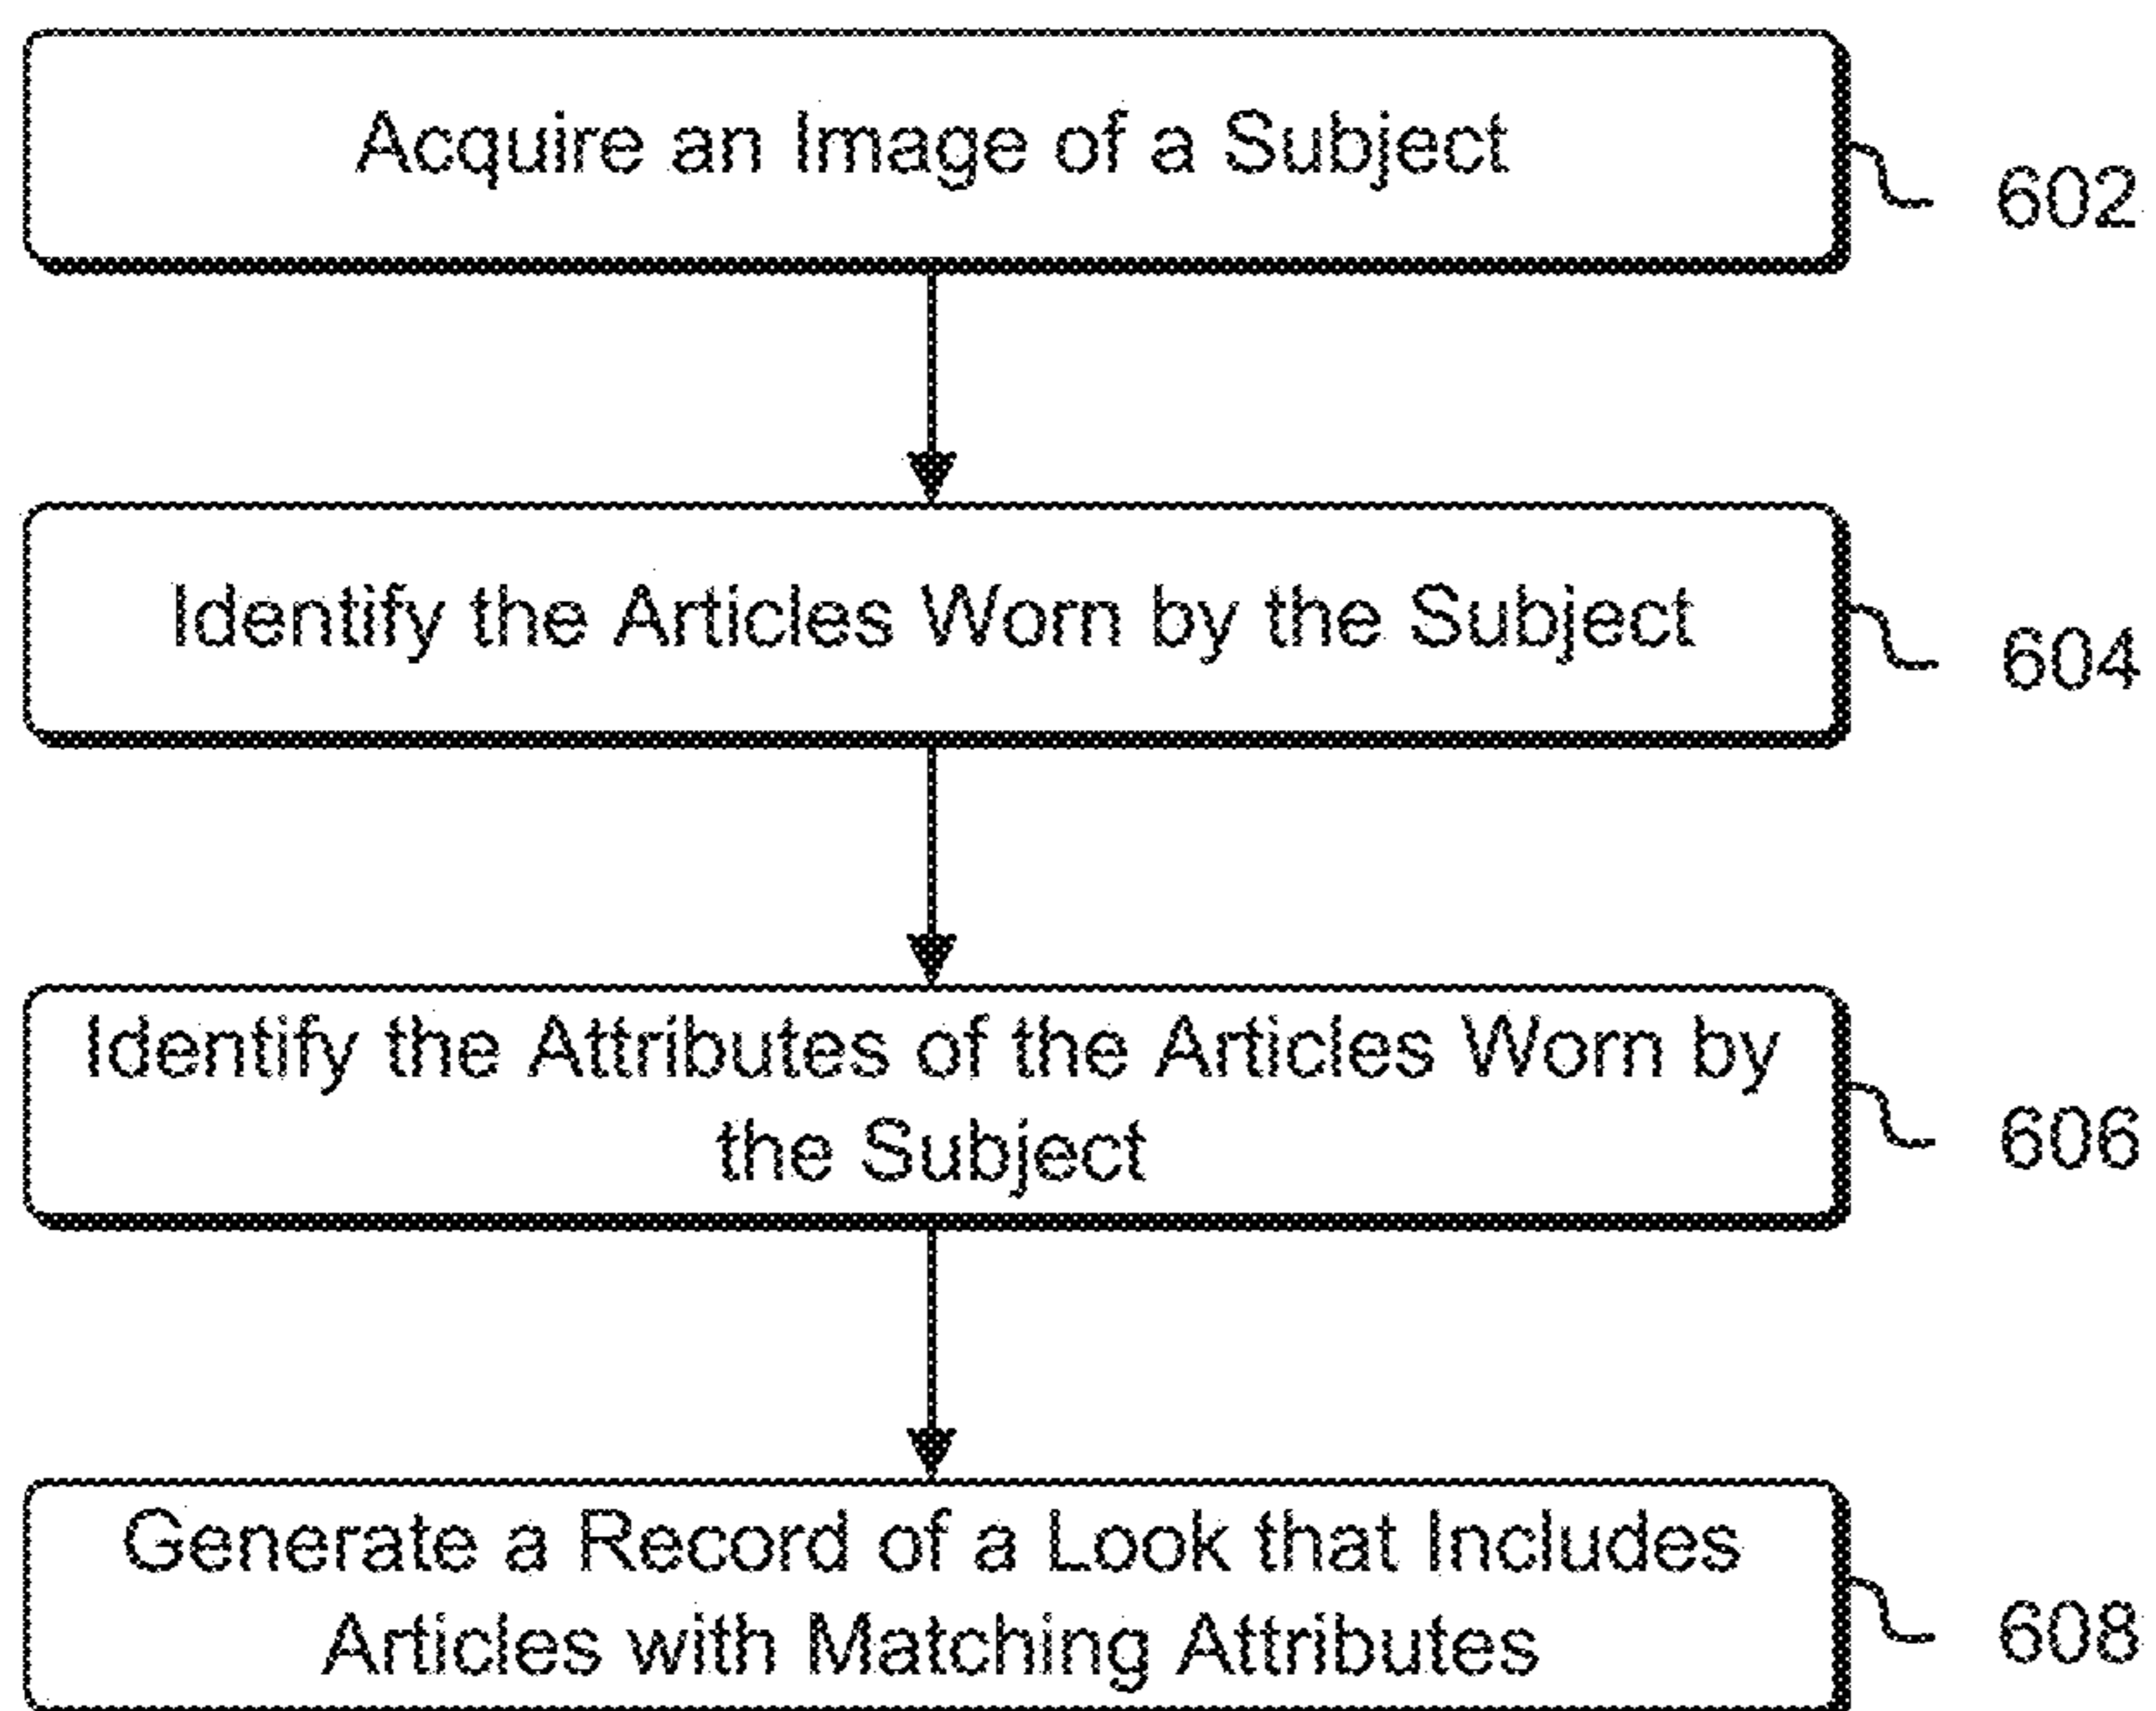 Acquire an Image of a Subject
602
Identify the Articles Worn by the Subject
604
Identify the Attributes of the Articles Worn by
the Subject
606
Generate a Record of a Look that Includes
Articles with Matching Attributes
608